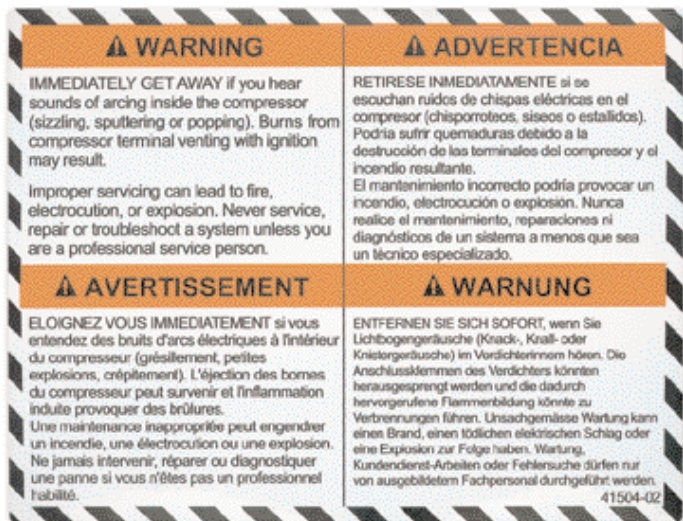 ⚠ WARNING
IMMEDIATELY GET AWAY if you hear
sounds of arcing inside the compressor
(sizzling, sputtering or popping). Burns from
compressor terminal venting with ignition
may result.
Improper servicing can lead to fire,
electrocution, or explosion. Never service,
repair or troubleshoot a system unless you
are a professional service person.
⚠ ADVERTENCIA
RETIRESE INMEDIATAMENTE si se
escuchan ruidos de chispas eléctricas en el
compresor (chisporroteos, siseos o estallidos).
Podría sufrir quemaduras debido a la
destrucción de las terminales del compresor y el
incendio resultante.
El mantenimiento incorrecto podría provocar un
incendio, electrocución o explosión. Nunca
realice el mantenimiento, reparaciones ni
diagnósticos de un sistema a menos que sea
un técnico especializado.
⚠ AVERTISSEMENT
ELOIGNEZ VOUS IMMEDIATEMENT si vous
entendez des bruits d'arcs électriques à l'intérieur
du compresseur (grésillement, petites
explosions, crépitement). L'éjection des bornes
du compresseur peut survenir et l'inflammation
induite provoquer des brûlures.
Une maintenance inappropritée peut engendrer
un incendie, une électrocution ou une explosion.
Ne jamais intervenir, réparer ou diagnostiquer
une panne si vous n'êtes pas un professionnel
habilité.
⚠ WARNUNG
ENTFERNEN SIE SICH SOFORT, wenn Sie
Lichtbogengeräusche (Knack-, Knall- oder
Knistergeräusche) im Verdichterinnern hören. Die
Anschlussklemmen des Verdichters könnten
herausgesprengt werden und die dadurch
hervorgerufene Flammenbildung könnte zu
Verbrennungen führen. Unsachgemässe Wartung kann
einen Brand, einen tödlichen elektrischen Schlag oder
eine Explosion zur Folge haben. Wartung,
Kundendienst-Arbeiten oder Fehlersuche dürfen nur
von ausgebildetem Fachpersonal durchgeführt werden.
41504-02